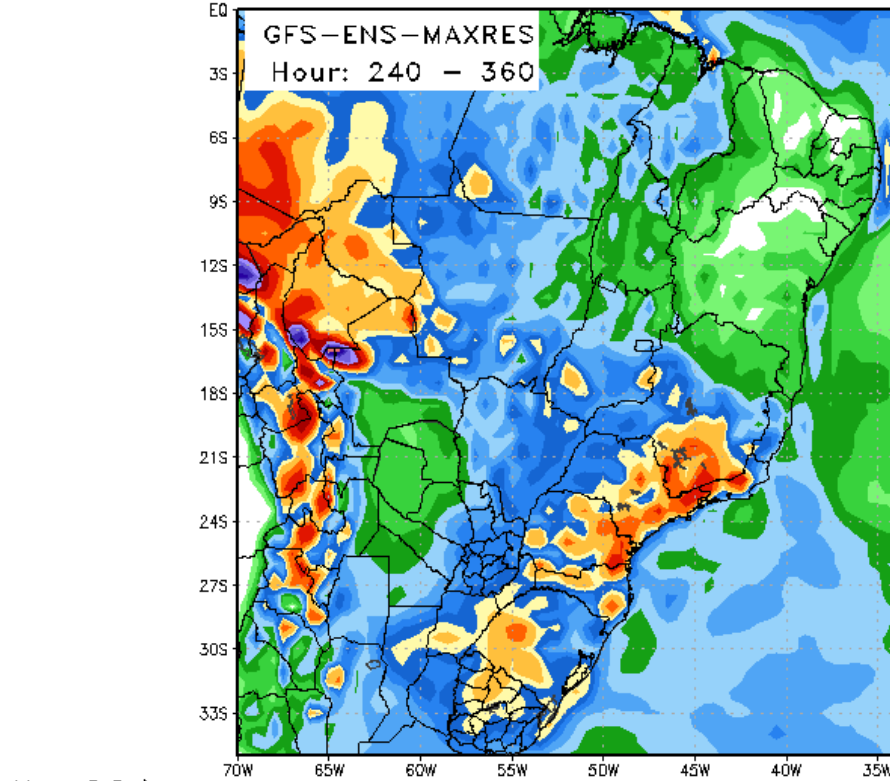 EQ
GFS-ENS-MAXRES
Hour: 240 - 360
3S
6S
9S
12S
15S
18S
21S
24S
27S
30S
33S
70W 65W 60W 55W 50W 45W 40W 35W